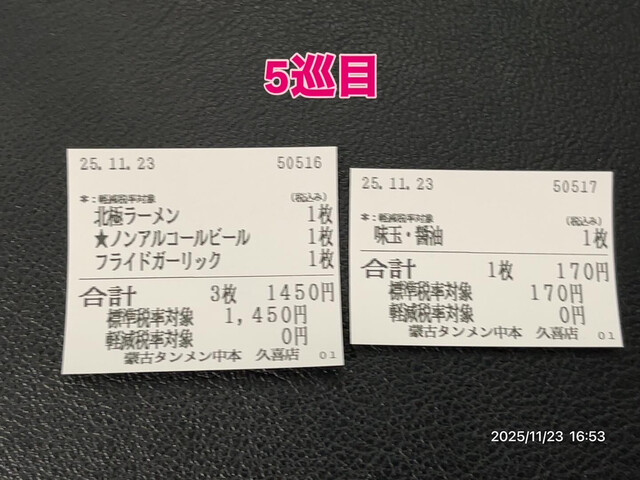 5巡目
25.11.23 50516
*：軽減税率対象 (税込み)
北極ラーメン 1枚
★ノンアルコールビール 1枚
フライドガーリック 1枚
合計 3枚 1450円
標準税率対象 1,450円
軽減税率対象 0円
蒙古タンメン中本 久喜店 01
25.11.23 50517
*：軽減税率対象 (税込み)
味玉・醤油 1枚
合計 1枚 170円
標準税率対象 170円
軽減税率対象 0円
蒙古タンメン中本 久喜店 01
2025/11/23 16:53